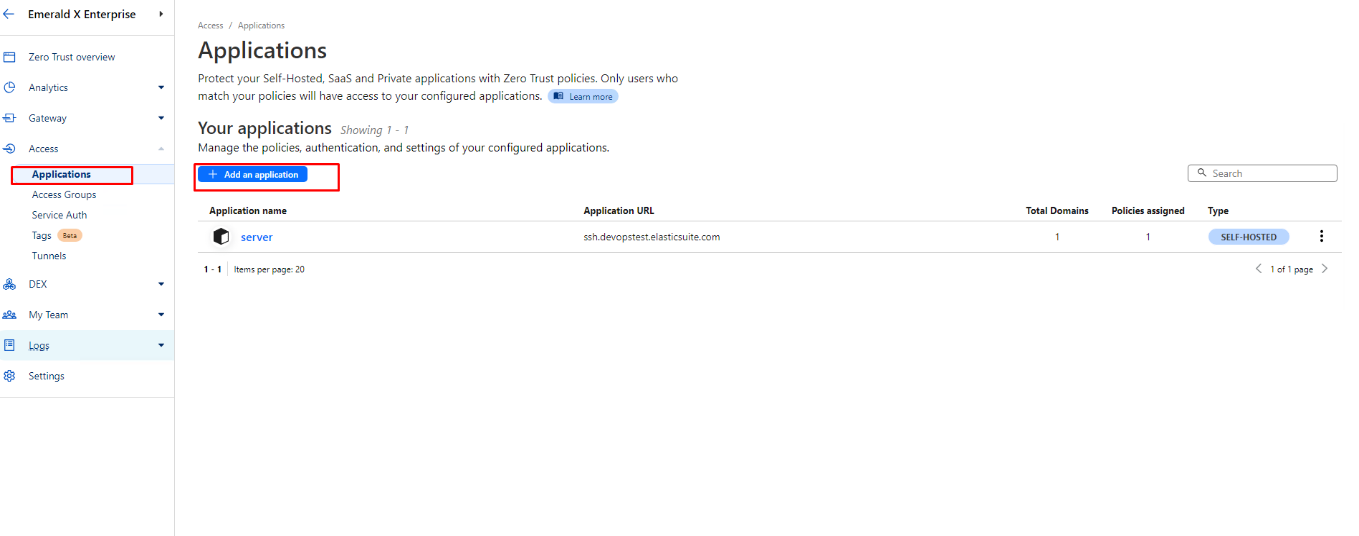 Emerald X Enterprise
Zero Trust overview
Analytics
Gateway
Access
Applications
Access Groups
Service Auth
Tags Beta
Tunnels
DEX
My Team
Logs
Settings
Access / Applications
Applications
Protect your Self-Hosted, SaaS and Private applications with Zero Trust policies. Only users who
match your policies will have access to your configured applications. Learn more
Your applications Showing 1 - 1
Manage the policies, authentication, and settings of your configured applications.
+ Add an application
Search
Application name Application URL Total Domains Policies assigned Type
server ssh.devopstest.elasticsuite.com 1 1 SELF-HOSTED
1 - 1 Items per page: 20 1 of 1 page